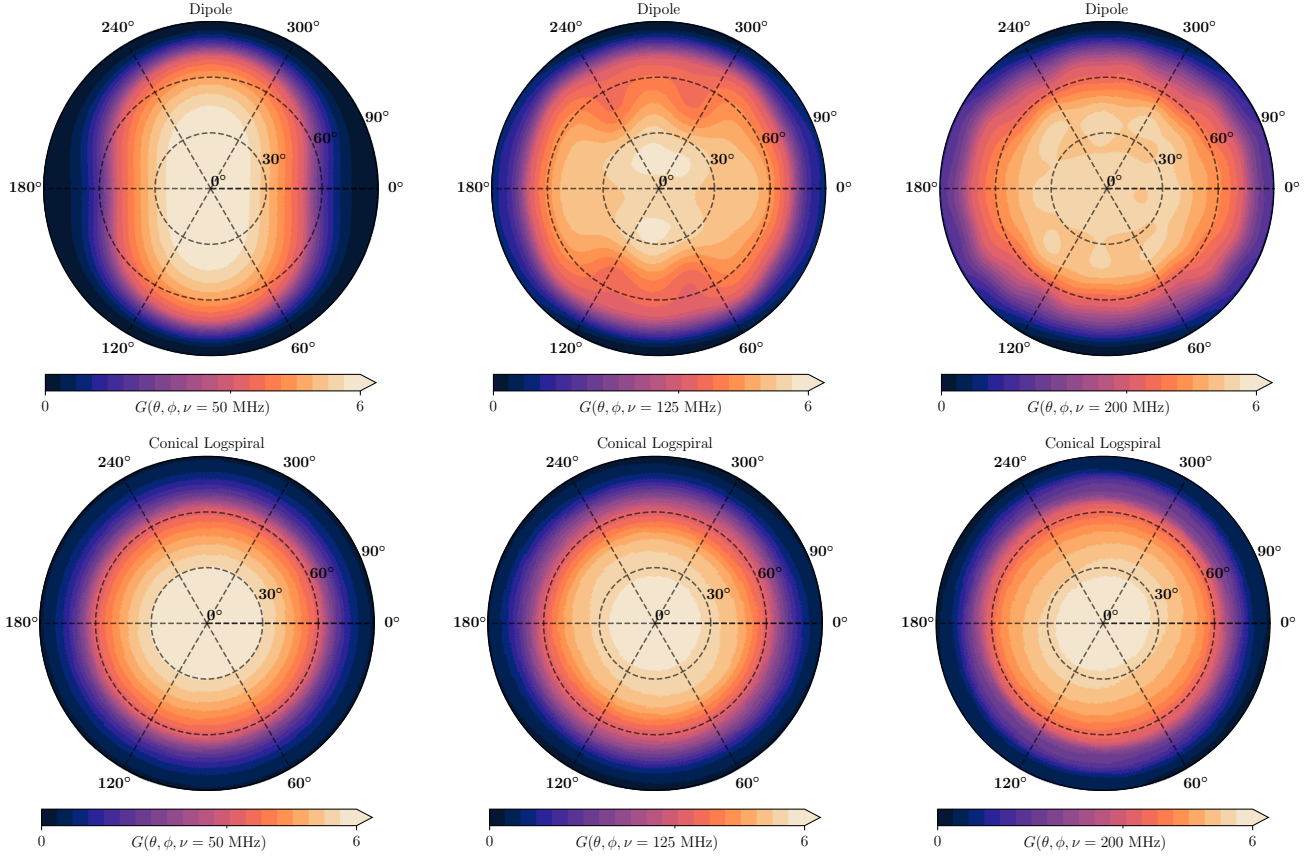 Dipole Dipole Dipole
240° 300° 240° 300° 240° 300°
90° 90° 90°
60° 60° 60°
30° 30° 30°
180° 0° 0° 180° 0° 0° 180° 0° 0°
120° 60° 120° 60° 120° 60°
0 G(θ, ϕ, ν = 50 MHz) 6 0 G(θ, ϕ, ν = 125 MHz) 6 0 G(θ, ϕ, ν = 200 MHz) 6
Conical Logspiral Conical Logspiral Conical Logspiral
240° 300° 240° 300° 240° 300°
90° 90° 90°
60° 60° 60°
30° 30° 30°
180° 0° 0° 180° 0° 0° 180° 0° 0°
120° 60° 120° 60° 120° 60°
0 G(θ, ϕ, ν = 50 MHz) 6 0 G(θ, ϕ, ν = 125 MHz) 6 0 G(θ, ϕ, ν = 200 MHz) 6